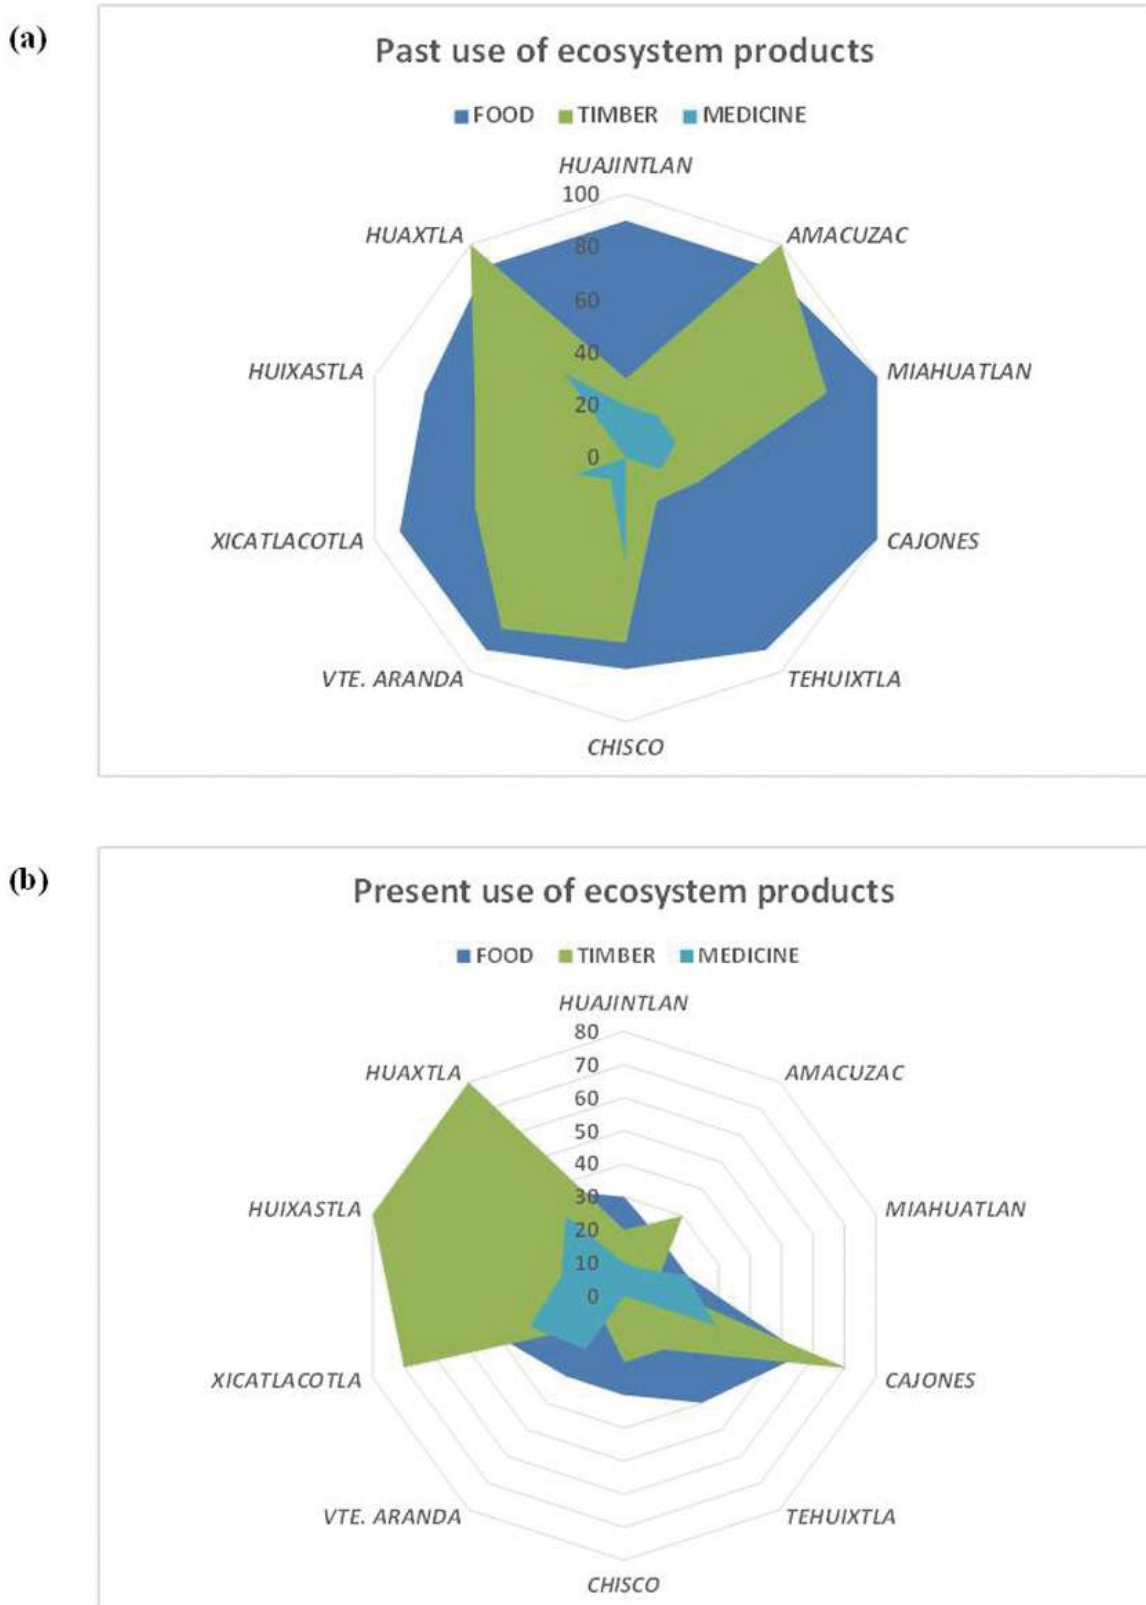 (a)
Past use of ecosystem products
FOOD TIMBER MEDICINE
HUAJINTLAN
100
HUAXTLA
AMACUZAC
80
60
40
HUIXASTLA
MIAHUATLAN
20
0
XICATLACOTLA
CAJONES
VTE. ARANDA
TEHUIXTLA
CHISCO
(b)
Present use of ecosystem products
FOOD TIMBER MEDICINE
HUAJINTLAN
80
HUAXTLA
AMACUZAC
70
60
50
40
30
HUIXASTLA
MIAHUATLAN
20
10
0
XICATLACOTLA
CAJONES
VTE. ARANDA
TEHUIXTLA
CHISCO